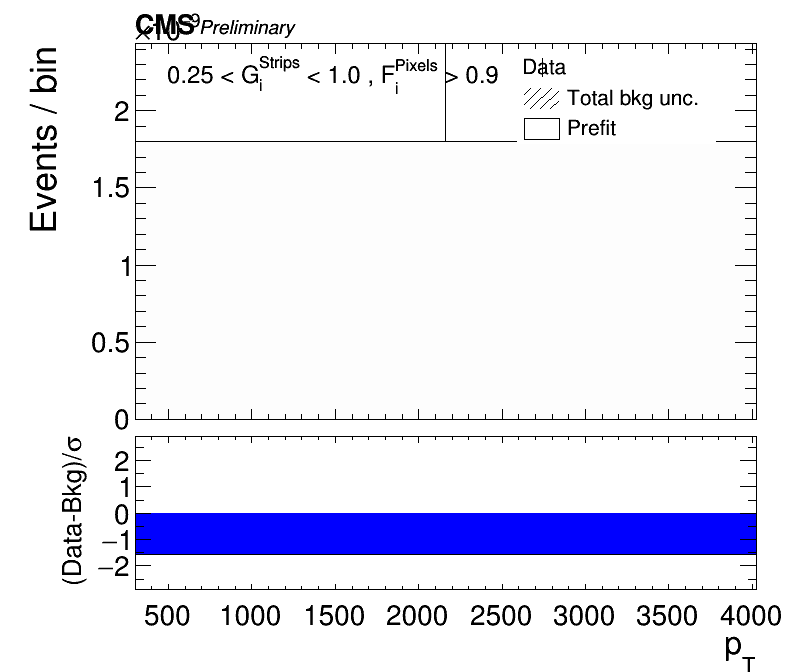 CMS Preliminary
×10^9
0.25 < G_i^Strips < 1.0 , F_i^Pixels > 0.9
Data
Total bkg unc.
Prefit
Events / bin
2
1.5
1
0.5
0
(Data-Bkg)/σ
2
1
0
−1
−2
500 1000 1500 2000 2500 3000 3500 4000
p_T